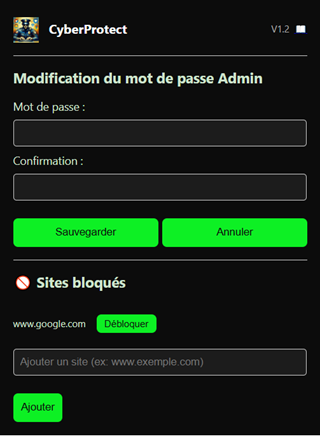 CyberProtect
V1.2
Modification du mot de passe Admin
Mot de passe :
Confirmation :
Sauvegarder
Annuler
Sites bloqués
www.google.com
Débloquer
Ajouter un site (ex: www.exemple.com)
Ajouter